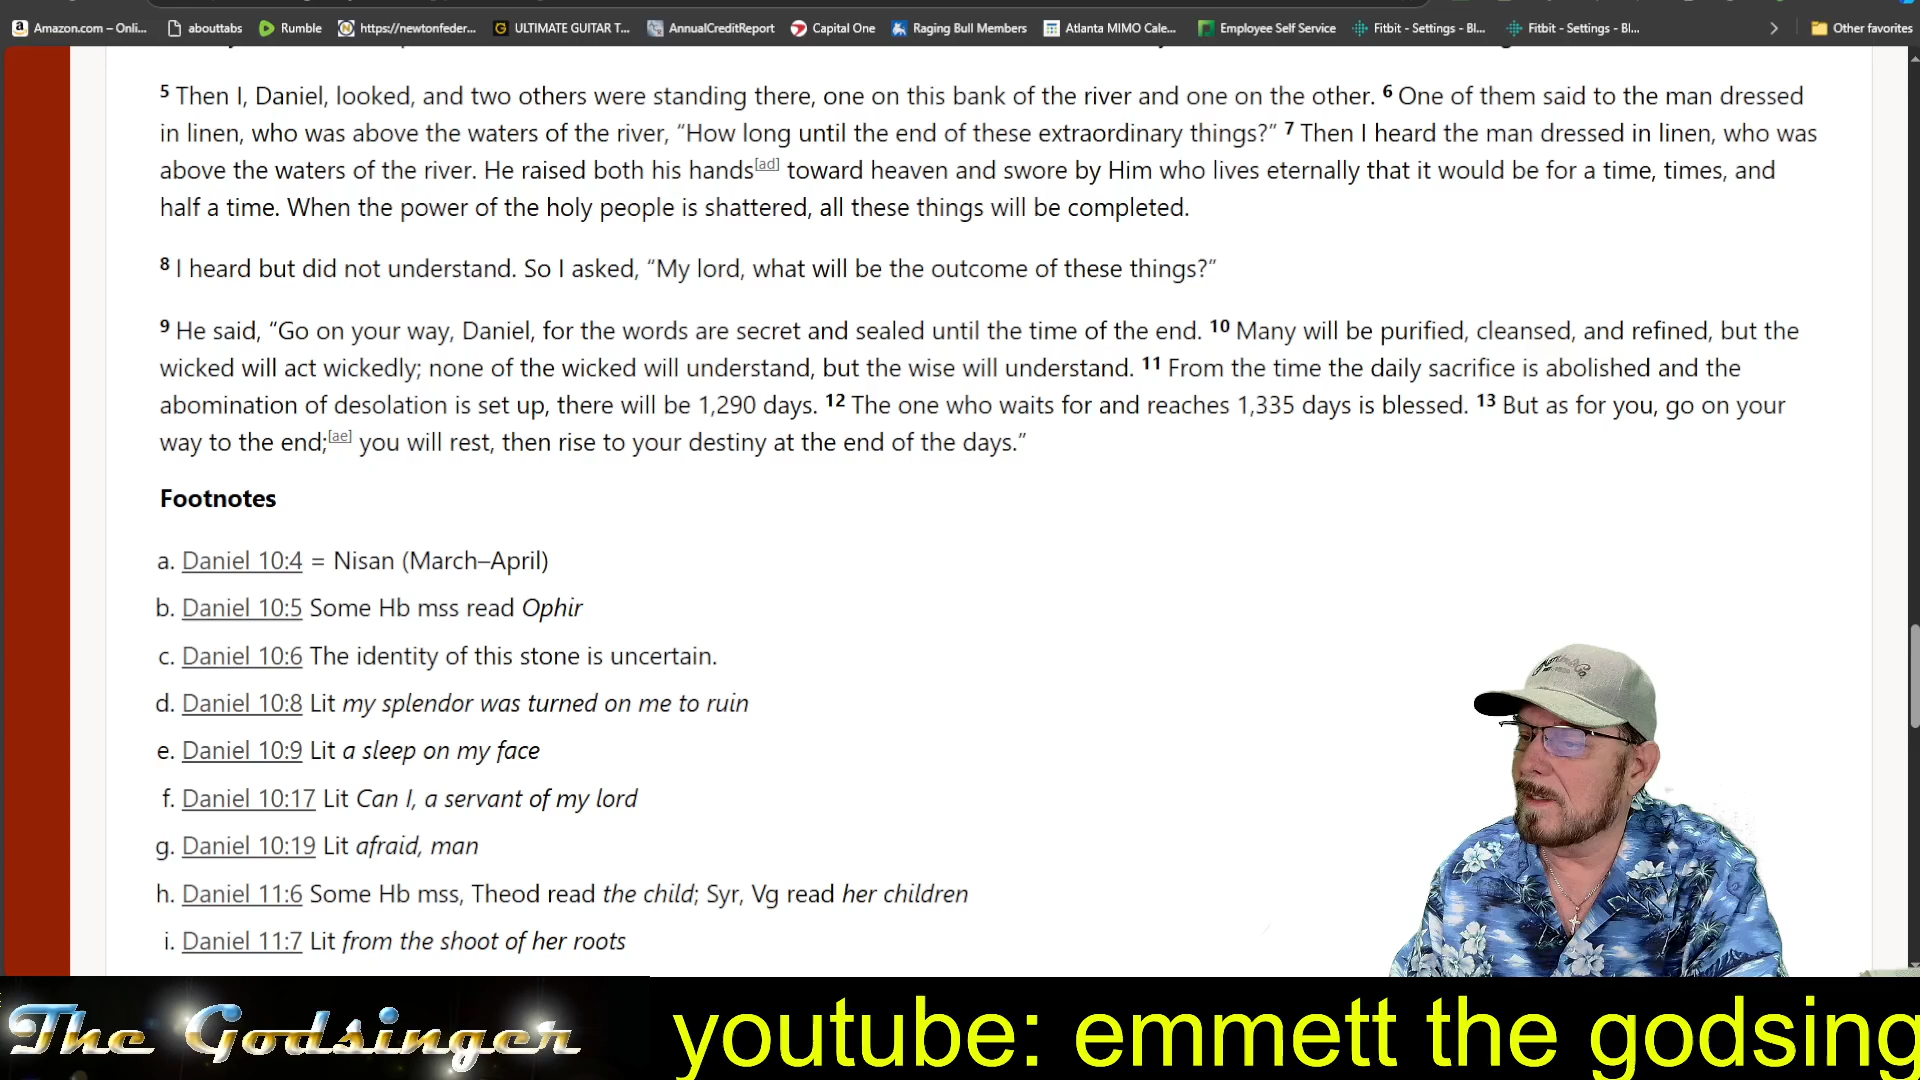 Amazon.com – Onli... abouttabs Rumble https://newtonfeder... ULTIMATE GUITAR T... AnnualCreditReport Capital One Raging Bull Members Atlanta MIMO Cale... Employee Self Service Fitbit - Settings - Bl... Fitbit - Settings - Bl... Other favorites
5 Then I, Daniel, looked, and two others were standing there, one on this bank of the river and one on the other. 6 One of them said to the man dressed
in linen, who was above the waters of the river, “How long until the end of these extraordinary things?” 7 Then I heard the man dressed in linen, who was
above the waters of the river. He raised both his hands[ad] toward heaven and swore by Him who lives eternally that it would be for a time, times, and
half a time. When the power of the holy people is shattered, all these things will be completed.
8 I heard but did not understand. So I asked, “My lord, what will be the outcome of these things?”
9 He said, “Go on your way, Daniel, for the words are secret and sealed until the time of the end. 10 Many will be purified, cleansed, and refined, but the
wicked will act wickedly; none of the wicked will understand, but the wise will understand. 11 From the time the daily sacrifice is abolished and the
abomination of desolation is set up, there will be 1,290 days. 12 The one who waits for and reaches 1,335 days is blessed. 13 But as for you, go on your
way to the end;[ae] you will rest, then rise to your destiny at the end of the days.”
Footnotes
a. Daniel 10:4 = Nisan (March–April)
b. Daniel 10:5 Some Hb mss read Ophir
c. Daniel 10:6 The identity of this stone is uncertain.
d. Daniel 10:8 Lit my splendor was turned on me to ruin
e. Daniel 10:9 Lit a sleep on my face
f. Daniel 10:17 Lit Can I, a servant of my lord
g. Daniel 10:19 Lit afraid, man
h. Daniel 11:6 Some Hb mss, Theod read the child; Syr, Vg read her children
i. Daniel 11:7 Lit from the shoot of her roots
The Godsinger
youtube: emmett the godsing